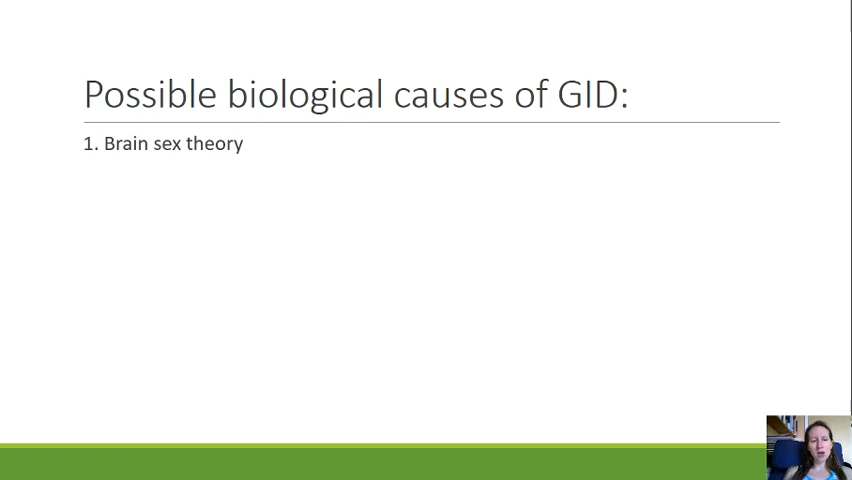 Possible biological causes of GID:
1. Brain sex theory